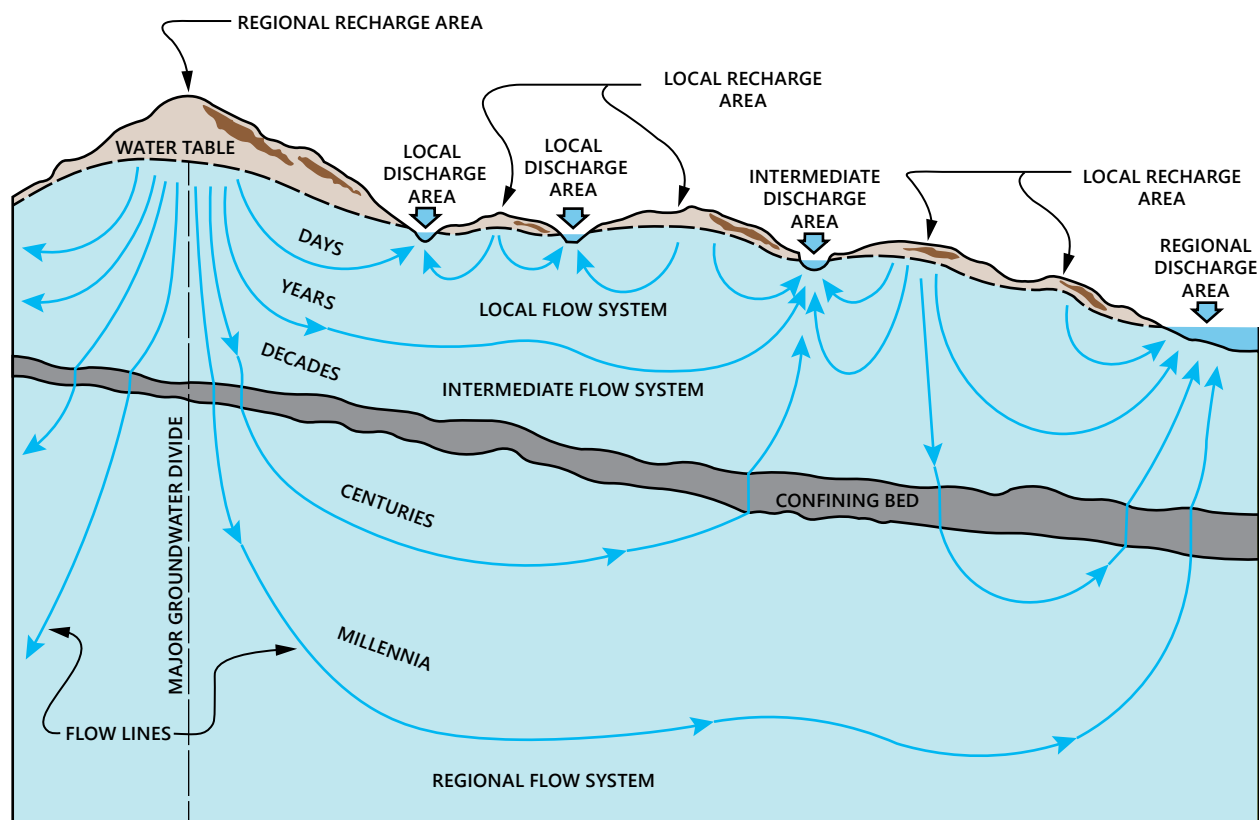 REGIONAL RECHARGE AREA
LOCAL RECHARGE
AREA
WATER TABLE
LOCAL
DISCHARGE
AREA
LOCAL
DISCHARGE
AREA
INTERMEDIATE
DISCHARGE
AREA
LOCAL RECHARGE
AREA
REGIONAL
DISCHARGE
AREA
DAYS
YEARS
LOCAL FLOW SYSTEM
DECADES
INTERMEDIATE FLOW SYSTEM
CENTURIES
CONFINING BED
MAJOR GROUNDWATER DIVIDE
MILLENNIA
FLOW LINES
REGIONAL FLOW SYSTEM